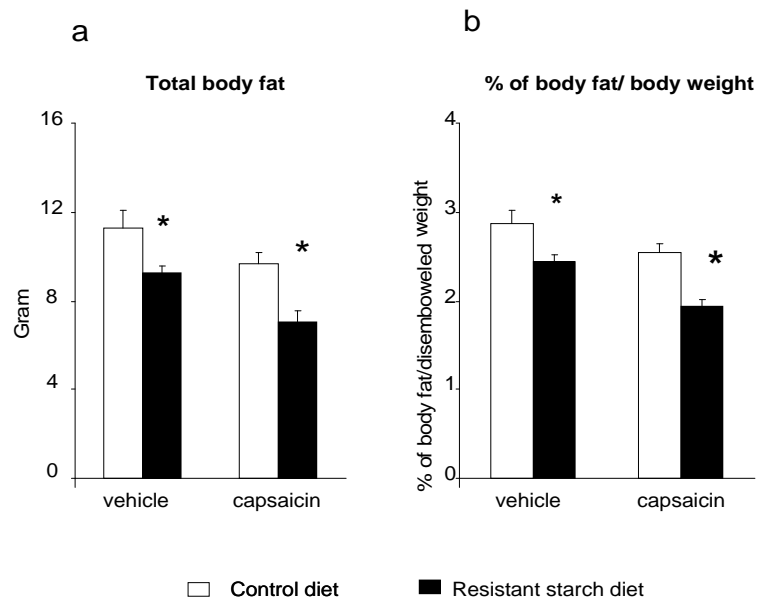 a
Total body fat
16
12
8
4
0
Gram
*
*
vehicle
capsaicin
b
% of body fat/ body weight
4
3
2
1
0
% of body fat/disemboweled weight
*
*
vehicle
capsaicin
Control diet
Resistant starch diet